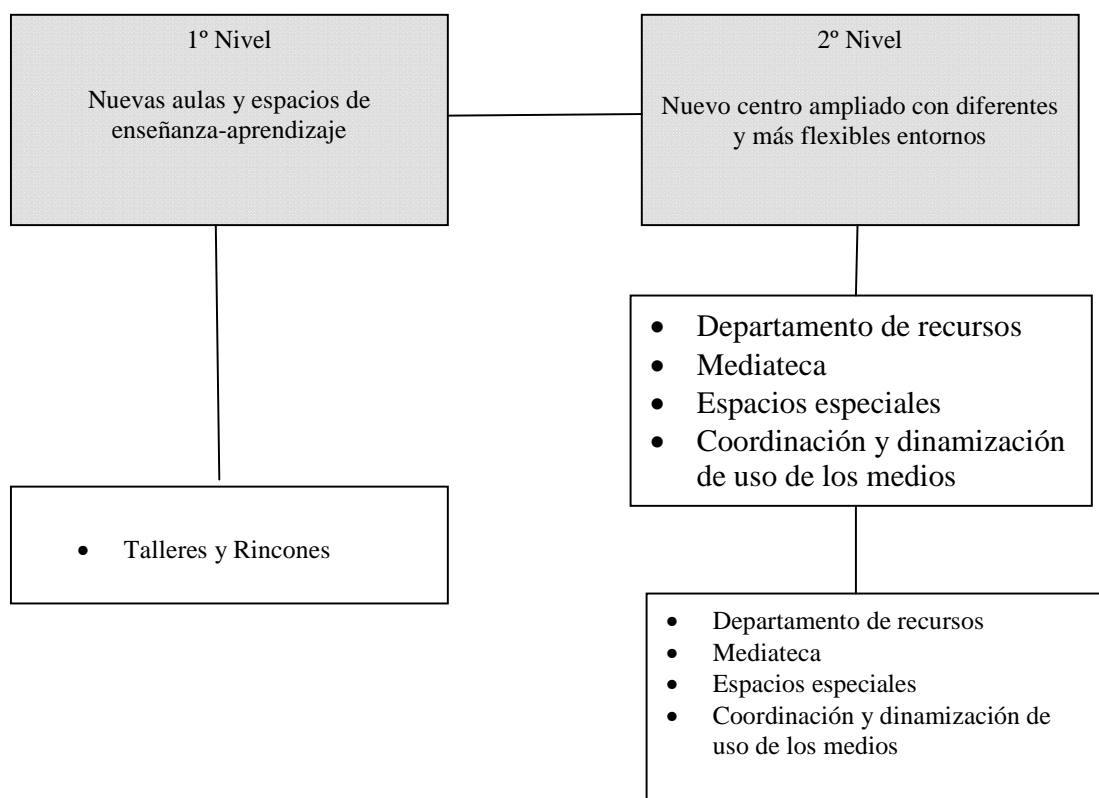 1º Nivel
Nuevas aulas y espacios de
enseñanza-aprendizaje
2º Nivel
Nuevo centro ampliado con diferentes
y más flexibles entornos
• Departamento de recursos
• Mediateca
• Espacios especiales
• Coordinación y dinamización
de uso de los medios
• Talleres y Rincones
• Departamento de recursos
• Mediateca
• Espacios especiales
• Coordinación y dinamización de
uso de los medios